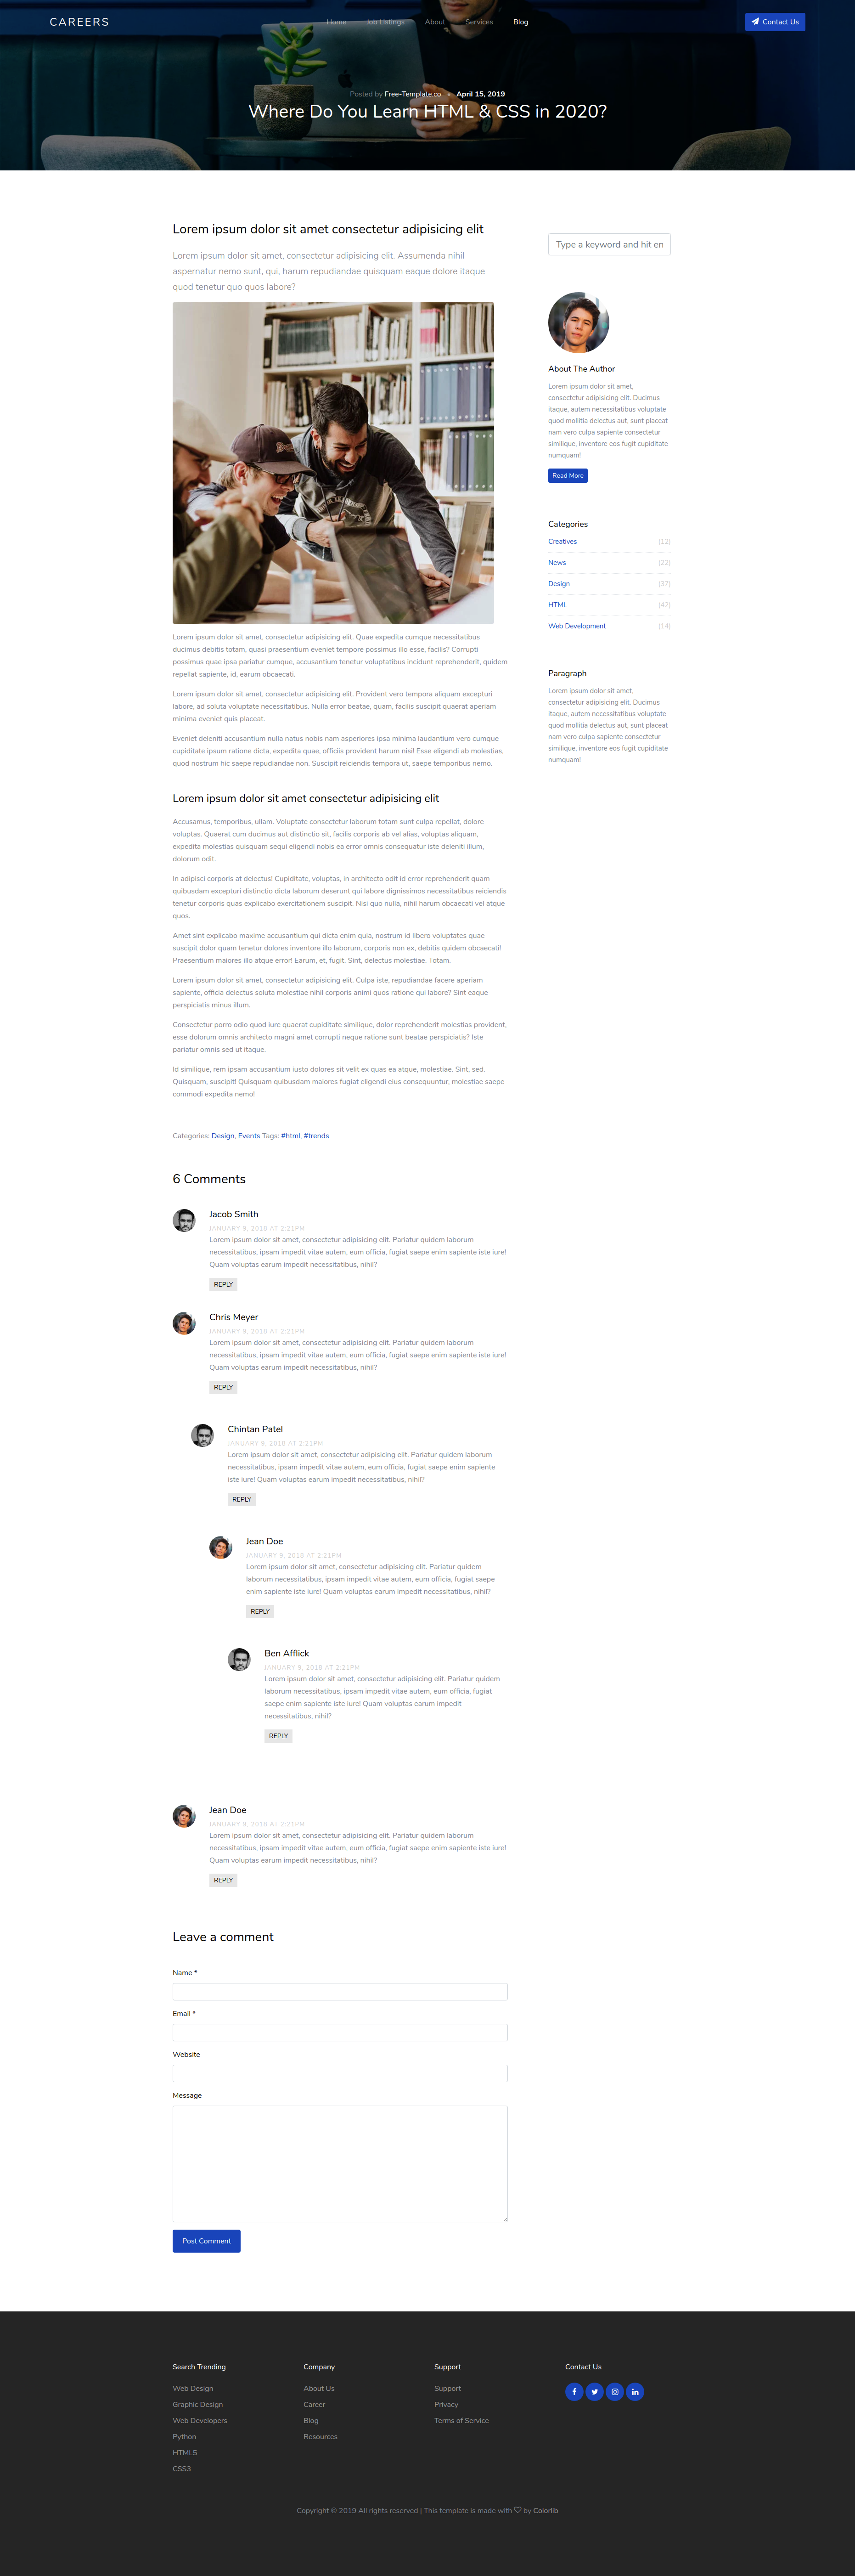 CAREERS
Home
Job Listings
About
Services
Blog
Contact Us
Posted by Free-Template.co • April 15, 2019
Where Do You Learn HTML & CSS in 2020?
Lorem ipsum dolor sit amet consectetur adipisicing elit
Lorem ipsum dolor sit amet, consectetur adipisicing elit. Assumenda nihil
aspernatur nemo sunt, qui, harum repudiandae quisquam eaque dolore itaque
quod tenetur quo quos labore?
Lorem ipsum dolor sit amet, consectetur adipisicing elit. Quae expedita cumque necessitatibus
ducimus debitis totam, quasi praesentium eveniet tempore possimus illo esse, facilis? Corrupti
possimus quae ipsa pariatur cumque, accusantium tenetur voluptatibus incidunt reprehenderit, quidem
repellat sapiente, id, earum obcaecati.
Lorem ipsum dolor sit amet, consectetur adipisicing elit. Provident vero tempora aliquam excepturi
labore, ad soluta voluptate necessitatibus. Nulla error beatae, quam, facilis suscipit quaerat aperiam
minima eveniet quis placeat.
Eveniet deleniti accusantium nulla natus nobis nam asperiores ipsa minima laudantium vero cumque
cupiditate ipsum ratione dicta, expedita quae, officiis provident harum nisi! Esse eligendi ab molestias,
quod nostrum hic saepe repudiandae non. Suscipit reiciendis tempora ut, saepe temporibus nemo.
Lorem ipsum dolor sit amet consectetur adipisicing elit
Accusamus, temporibus, ullam. Voluptate consectetur laborum totam sunt culpa repellat, dolore
voluptas. Quaerat cum ducimus aut distinctio sit, facilis corporis ab vel alias, voluptas aliquam,
expedita molestias quisquam sequi eligendi nobis ea error omnis consequatur iste deleniti illum,
dolorum odit.
In adipisci corporis at delectus! Cupiditate, voluptas, in architecto odit id error reprehenderit quam
quibusdam excepturi distinctio dicta laborum deserunt qui labore dignissimos necessitatibus reiciendis
tenetur corporis quas explicabo exercitationem suscipit. Nisi quo nulla, nihil harum obcaecati vel atque
quos.
Amet sint explicabo maxime accusantium qui dicta enim quia, nostrum id libero voluptates quae
suscipit dolor quam tenetur dolores inventore illo laborum, corporis non ex, debitis quidem obcaecati!
Praesentium maiores illo atque error! Earum, et, fugit. Sint, delectus molestiae. Totam.
Lorem ipsum dolor sit amet, consectetur adipisicing elit. Culpa iste, repudiandae facere aperiam
sapiente, officia delectus soluta molestiae nihil corporis animi quos ratione qui labore? Sint eaque
perspiciatis minus illum.
Consectetur porro odio quod iure quaerat cupiditate similique, dolor reprehenderit molestias provident,
esse dolorum omnis architecto magni amet corrupti neque ratione sunt beatae perspiciatis? Iste
pariatur omnis sed ut itaque.
Id similique, rem ipsam accusantium iusto dolores sit velit ex quas ea atque, molestiae. Sint, sed.
Quisquam, suscipit! Quisquam quibusdam maiores fugiat eligendi eius consequuntur, molestiae saepe
commodi expedita nemo!
Categories: Design, Events Tags: #html, #trends
6 Comments
Jacob Smith
JANUARY 9, 2018 AT 2:21PM
Lorem ipsum dolor sit amet, consectetur adipisicing elit. Pariatur quidem laborum
necessitatibus, ipsam impedit vitae autem, eum officia, fugiat saepe enim sapiente iste iure!
Quam voluptas earum impedit necessitatibus, nihil?
REPLY
Chris Meyer
JANUARY 9, 2018 AT 2:21PM
Lorem ipsum dolor sit amet, consectetur adipisicing elit. Pariatur quidem laborum
necessitatibus, ipsam impedit vitae autem, eum officia, fugiat saepe enim sapiente iste iure!
Quam voluptas earum impedit necessitatibus, nihil?
REPLY
Chintan Patel
JANUARY 9, 2018 AT 2:21PM
Lorem ipsum dolor sit amet, consectetur adipisicing elit. Pariatur quidem laborum
necessitatibus, ipsam impedit vitae autem, eum officia, fugiat saepe enim sapiente
iste iure! Quam voluptas earum impedit necessitatibus, nihil?
REPLY
Jean Doe
JANUARY 9, 2018 AT 2:21PM
Lorem ipsum dolor sit amet, consectetur adipisicing elit. Pariatur quidem
laborum necessitatibus, ipsam impedit vitae autem, eum officia, fugiat saepe
enim sapiente iste iure! Quam voluptas earum impedit necessitatibus, nihil?
REPLY
Ben Afflick
JANUARY 9, 2018 AT 2:21PM
Lorem ipsum dolor sit amet, consectetur adipisicing elit. Pariatur quidem
laborum necessitatibus, ipsam impedit vitae autem, eum officia, fugiat
saepe enim sapiente iste iure! Quam voluptas earum impedit
necessitatibus, nihil?
REPLY
Jean Doe
JANUARY 9, 2018 AT 2:21PM
Lorem ipsum dolor sit amet, consectetur adipisicing elit. Pariatur quidem laborum
necessitatibus, ipsam impedit vitae autem, eum officia, fugiat saepe enim sapiente iste iure!
Quam voluptas earum impedit necessitatibus, nihil?
REPLY
Leave a comment
Name *
Email *
Website
Message
Post Comment
Type a keyword and hit en
About The Author
Lorem ipsum dolor sit amet,
consectetur adipisicing elit. Ducimus
itaque, autem necessitatibus voluptate
quod mollitia delectus aut, sunt placeat
nam vero culpa sapiente consectetur
similique, inventore eos fugit cupiditate
numquam!
Read More
Categories
Creatives (12)
News (22)
Design (37)
HTML (42)
Web Development (14)
Paragraph
Lorem ipsum dolor sit amet,
consectetur adipisicing elit. Ducimus
itaque, autem necessitatibus voluptate
quod mollitia delectus aut, sunt placeat
nam vero culpa sapiente consectetur
similique, inventore eos fugit cupiditate
numquam!
Search Trending
Web Design
Graphic Design
Web Developers
Python
HTML5
CSS3
Company
About Us
Career
Blog
Resources
Support
Support
Privacy
Terms of Service
Contact Us
Copyright © 2019 All rights reserved | This template is made with ♡ by Colorlib